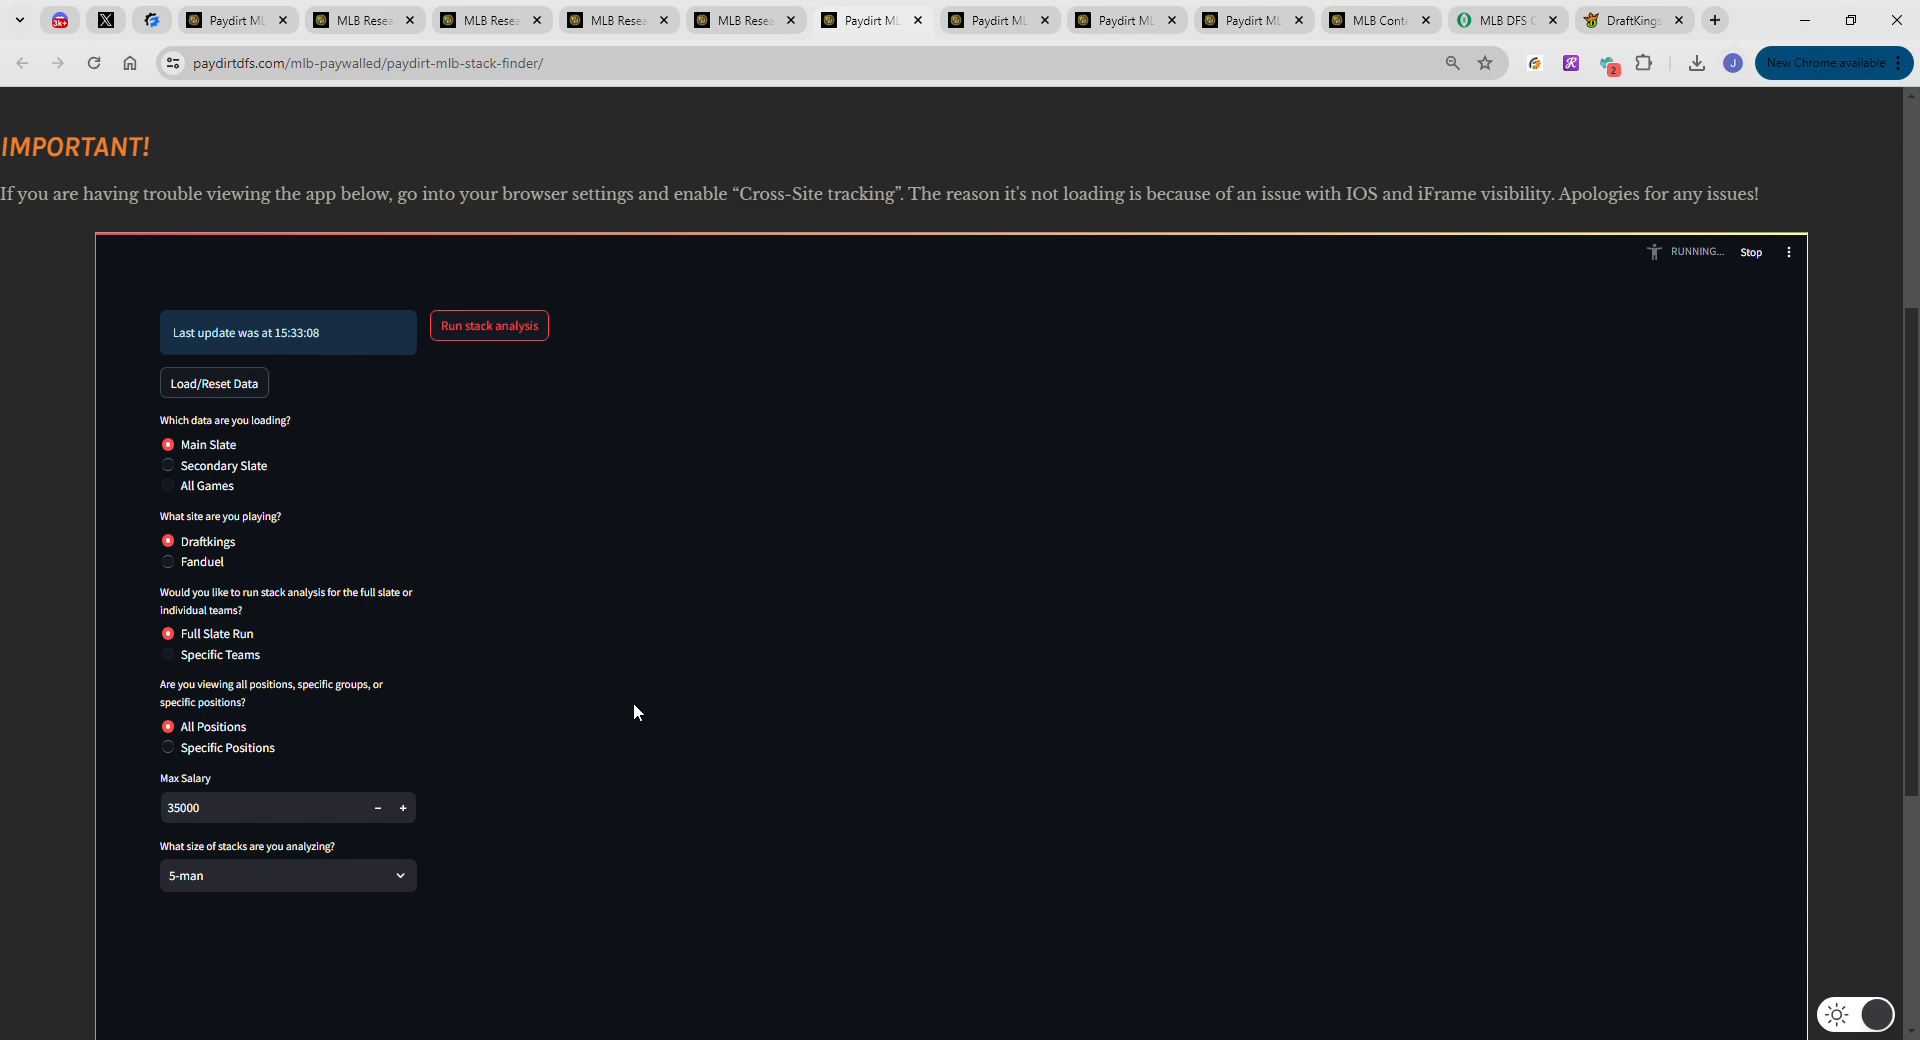 3k+
Paydirt ML
MLB Resea
MLB Resea
MLB Resea
MLB Resea
Paydirt ML
Paydirt ML
Paydirt ML
Paydirt ML
MLB Conte
MLB DFS
DraftKings
paydirtdfs.com/mlb-paywalled/paydirt-mlb-stack-finder/
2
J
New Chrome available
IMPORTANT!
If you are having trouble viewing the app below, go into your browser settings and enable “Cross-Site tracking”. The reason it's not loading is because of an issue with IOS and iFrame visibility. Apologies for any issues!
RUNNING...
Stop
Last update was at 15:33:08
Run stack analysis
Load/Reset Data
Which data are you loading?
Main Slate
Secondary Slate
All Games
What site are you playing?
Draftkings
Fanduel
Would you like to run stack analysis for the full slate or
individual teams?
Full Slate Run
Specific Teams
Are you viewing all positions, specific groups, or
specific positions?
All Positions
Specific Positions
Max Salary
35000
What size of stacks are you analyzing?
5-man